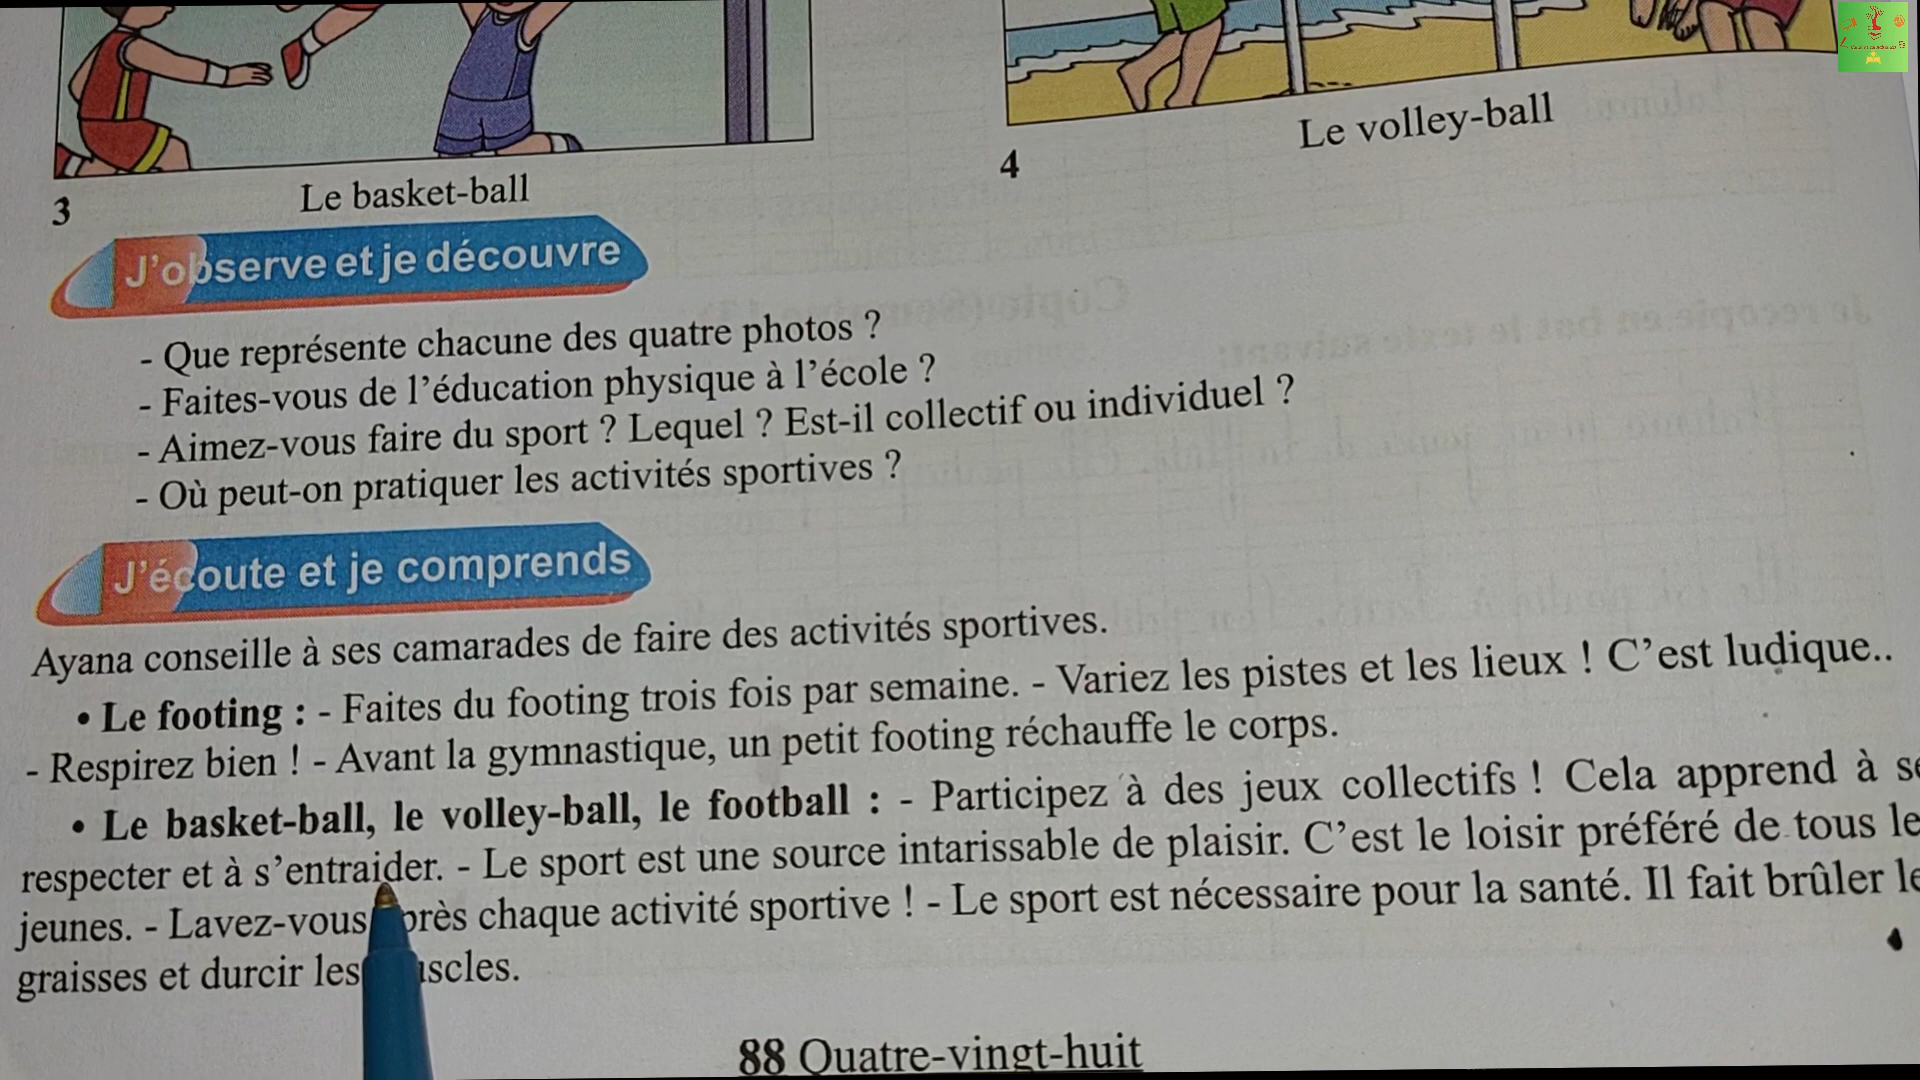 Le volley-ball
4
Le basket-ball
3
J'observe et je découvre
- Que représente chacune des quatre photos ?
- Faites-vous de l'éducation physique à l'école ?
- Aimez-vous faire du sport ? Lequel ? Est-il collectif ou individuel ?
- Où peut-on pratiquer les activités sportives ?
J'écoute et je comprends
Ayana conseille à ses camarades de faire des activités sportives.
• Le footing : - Faites du footing trois fois par semaine. - Variez les pistes et les lieux ! C'est ludique..
- Respirez bien ! - Avant la gymnastique, un petit footing réchauffe le corps.
• Le basket-ball, le volley-ball, le football : - Participez à des jeux collectifs ! Cela apprend à
respecter et à s'entraider. - Le sport est une source intarissable de plaisir. C'est le loisir préféré de tous
jeunes. - Lavez-vous chaque activité sportive ! - Le sport est nécessaire pour la santé. Il fait brûler
graisses et durcir les
88 Quatre-vingt-huit